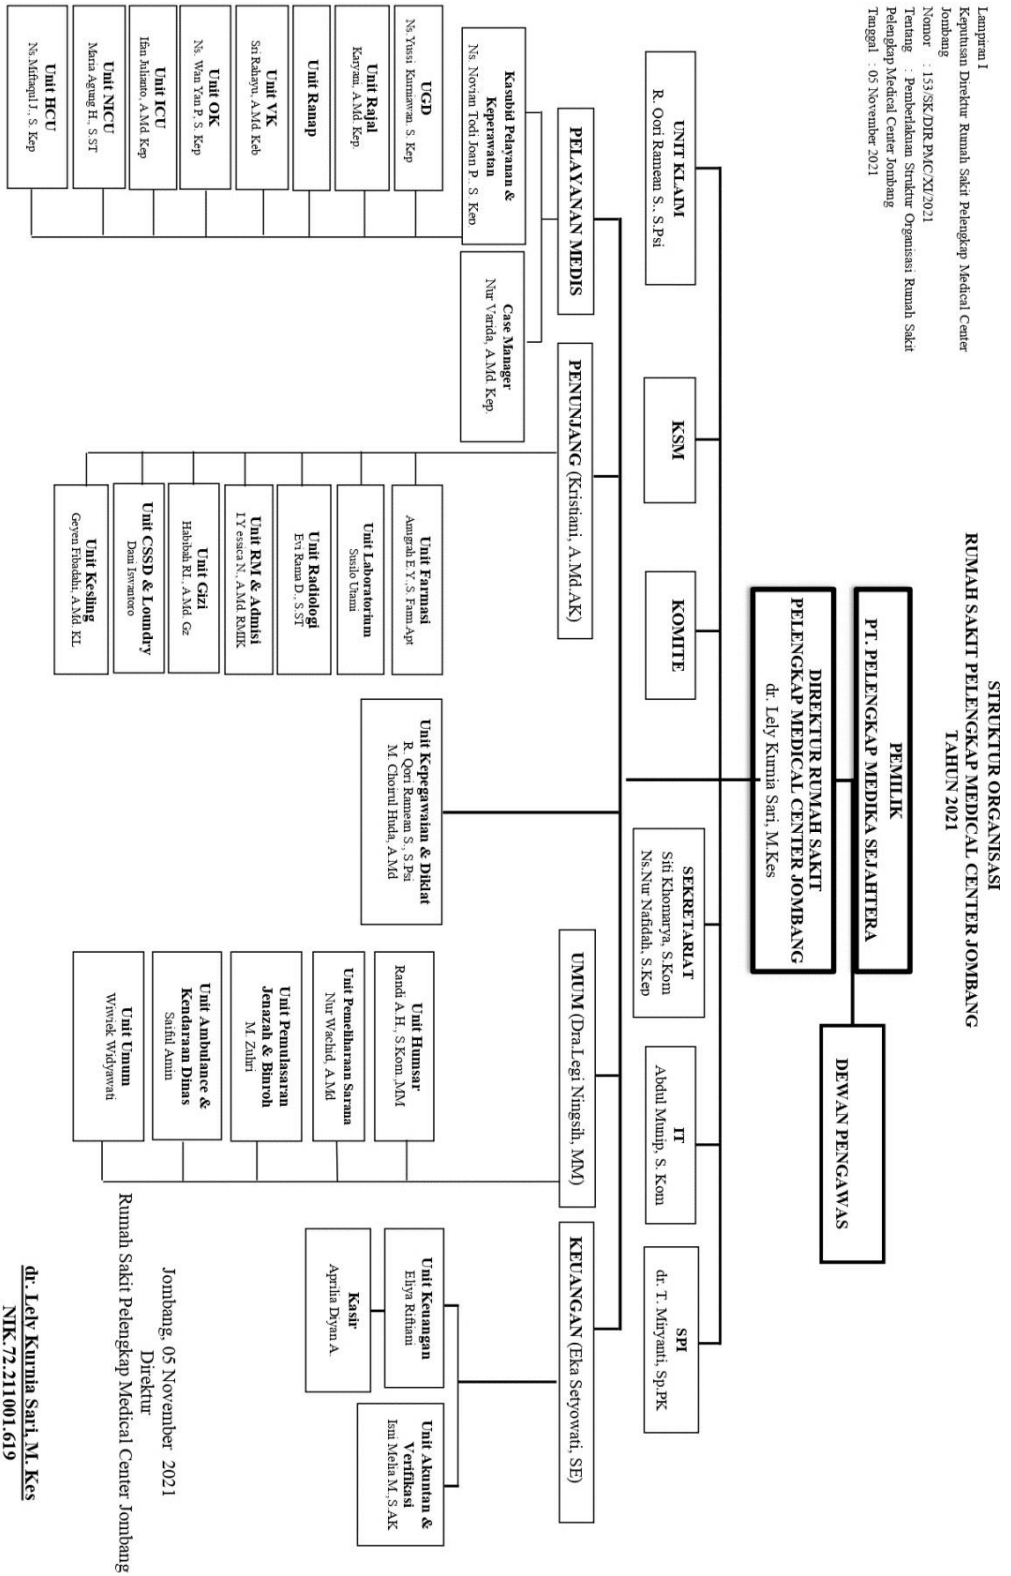 Lampiran I
Keputusan Direktur Rumah Sakit Pelengkap Medical Center
Jombang
Nomor : 153/SK/DIR.PMC/XI/2021
Tentang : Pemberlakuan Struktur Organisasi Rumah Sakit
Pelengkap Medical Center Jombang
Tanggal : 05 November 2021
STRUKTUR ORGANISASI
RUMAH SAKIT PELENGKAP MEDICAL CENTER JOMBANG
TAHUN 2021
PEMILIK
PT. PELENGKAP MEDIKA SEJAHTERA
DEWAN PENGAWAS
DIREKTUR RUMAH SAKIT
PELENGKAP MEDICAL CENTER JOMBANG
dr. Lely Kurnia Sari, M.Kes
UNIT KLAIM
R. Qori Ramean S., S.Psi
KSM
KOMITE
SEKRETARIAT
Siti Khomarya, S.Kom
Ns.Nur Nafidah, S.Kep
IT
Abdul Munip, S. Kom
SPI
dr. T. Miryanti, Sp.PK
PELAYANAN MEDIS
PENUNJANG (Kristiani, A.Md.AK)
UMUM (Dra.Legi Ningsih, MM)
KEUANGAN (Eka Setyowati, SE)
Kasubid Pelayanan &
Keperawatan
Ns. Novian Todi Joan P., S. Kep
Case Manager
Nur Varida, A.Md. Kep.
UGD
Ns. Yussi Kurniawan. S. Kep
Unit Rajal
Karyani, A.Md. Kep.
Unit Ranap
Unit VK
Sri Rahayu, A.Md. Keb
Unit OK
Ns. Wan Yan P, S. Kep
Unit ICU
Ifan Julianto, A.Md. Kep
Unit NICU
Maria Agung H., S.ST
Unit HCU
Ns.Miftaqul J., S. Kep
Unit Farmasi
Anugrah E.Y ,S. Farm.Apt
Unit Laboratorium
Susilo Utami
Unit Radiologi
Evi Rama D., S.ST
Unit RM & Admisi
I Yessica N., A.Md.RMIK
Unit Gizi
Habibah RI., A.Md. Gz
Unit CSSD & Loundry
Dani Iswantoro
Unit Kesling
Geyen Fibadahi, A.Md. KL
Unit Kepegawaian & Diklat
R. Qori Ramean S., S.Psi
M. Choirul Huda, A.Md
Unit Humsar
Randi A.H., S.Kom.,MM
Unit Pemeliharaan Sarana
Nur Wachid, A.Md
Unit Pemulasaran
Jenazah & Binroh
M. Zuhri
Unit Ambulance &
Kendaraan Dinas
Saiful Amin
Unit Umum
Wiwiek Widyawati
Unit Keuangan
Eliya Riftiani
Kasir
Aprilia Diyan A.
Unit Akuntan &
Verifikasi
Isni Melia M.,S.AK
Jombang, 05 November 2021
Direktur
Rumah Sakit Pelengkap Medical Center Jombang
dr. Lely Kurnia Sari, M. Kes
NIK.72.211001.619